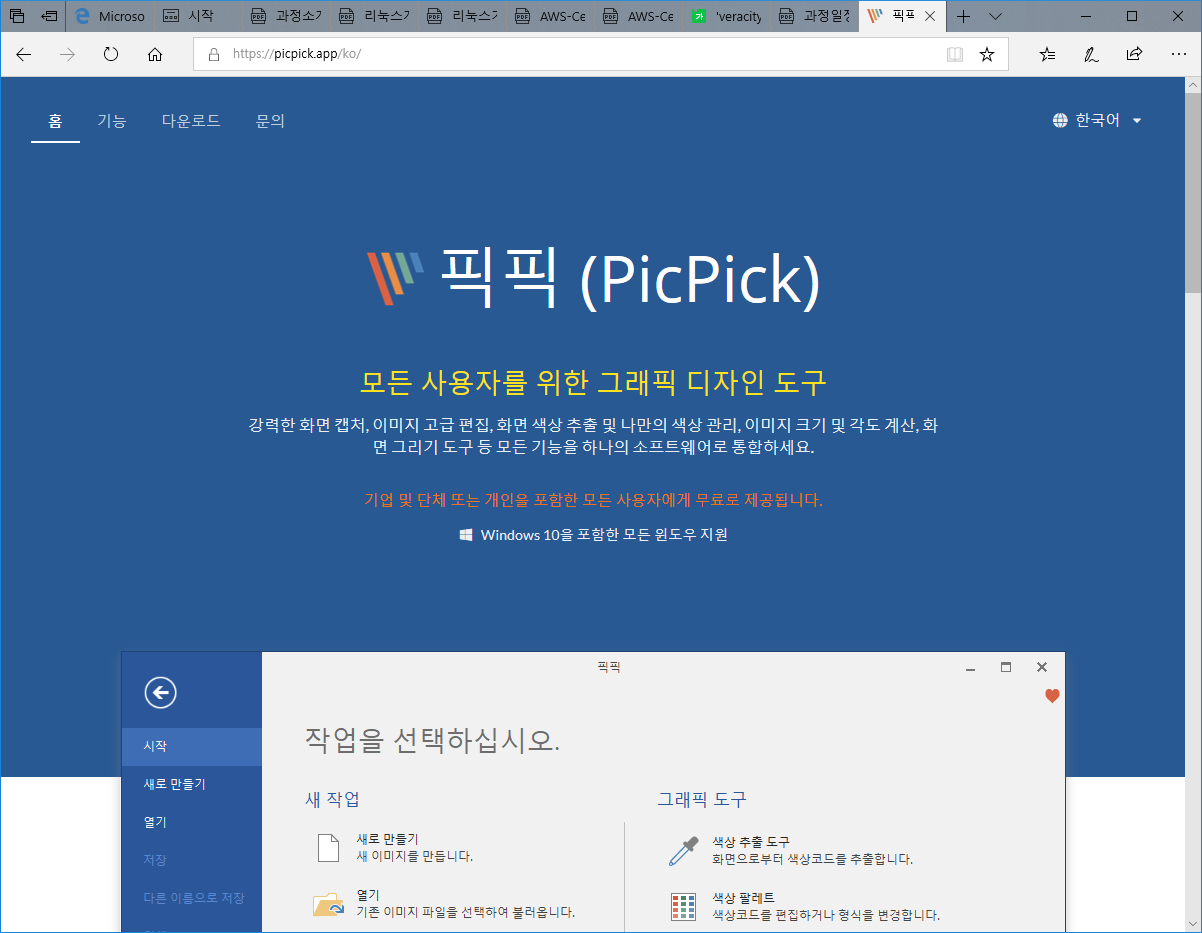 Microso
시작
과정소기
리눅스기
리눅스기
AWS-Ce
AWS-Ce
'veracity
과정일정
픽픽
https://picpick.app/ko/
홈
기능
다운로드
문의
한국어
픽픽 (PicPick)
모든 사용자를 위한 그래픽 디자인 도구
강력한 화면 캡처, 이미지 고급 편집, 화면 색상 추출 및 나만의 색상 관리, 이미지 크기 및 각도 계산, 화
면 그리기 도구 등 모든 기능을 하나의 소프트웨어로 통합하세요.
기업 및 단체 또는 개인을 포함한 모든 사용자에게 무료로 제공됩니다.
Windows 10을 포함한 모든 윈도우 지원
픽픽
시작
새로 만들기
열기
저장
다른 이름으로 저장
작업을 선택하십시오.
새 작업
새로 만들기
새 이미지를 만듭니다.
열기
기존 이미지 파일을 선택하여 불러옵니다.
그래픽 도구
색상 추출 도구
화면으로부터 색상코드를 추출합니다.
색상 팔레트
색상코드를 편집하거나 형식을 변경합니다.